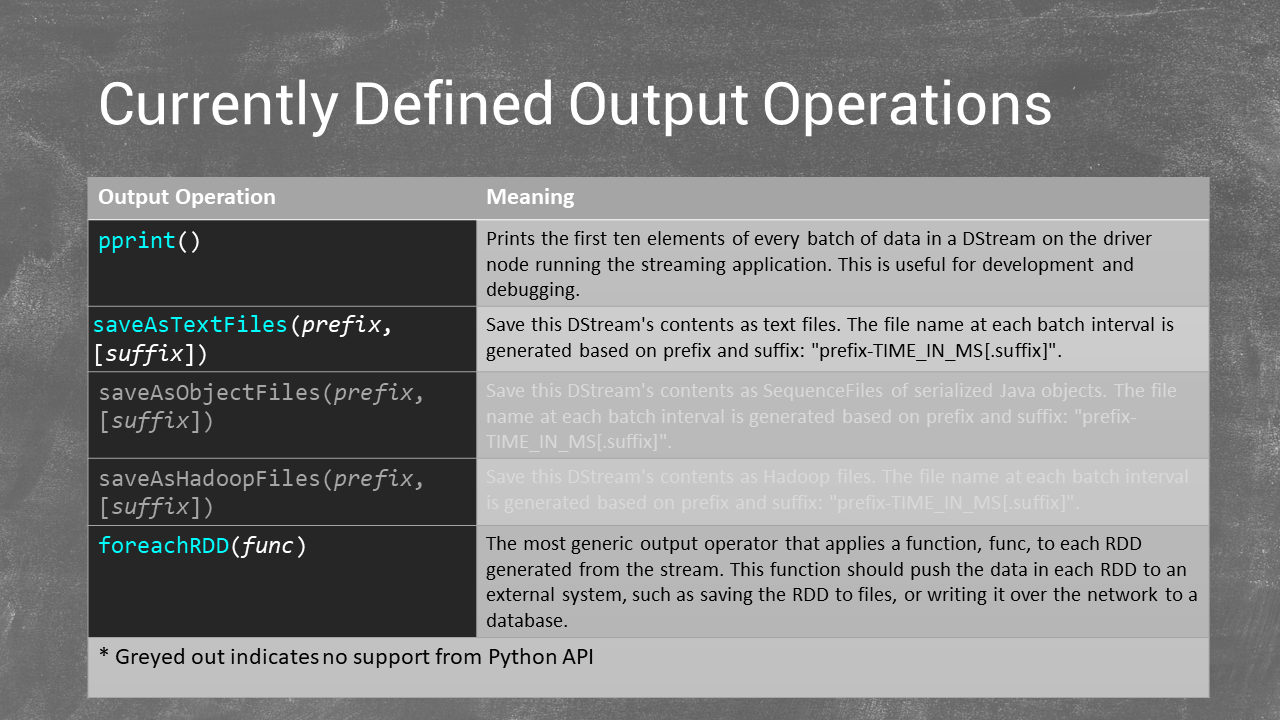 Currently Defined Output Operations
Output Operation
Meaning
pprint()
Prints the first ten elements of every batch of data in a DStream on the driver
node running the streaming application. This is useful for development and
debugging.
saveAsTextFiles(prefix,
[suffix])
Save this DStream's contents as text files. The file name at each batch interval is
generated based on prefix and suffix: "prefix-TIME_IN_MS[.suffix]".
saveAsObjectFiles(prefix,
[suffix])
Save this DStream's contents as SequenceFiles of serialized Java objects. The file
name at each batch interval is generated based on prefix and suffix: "prefix-
TIME_IN_MS[.suffix]".
saveAsHadoopFiles(prefix,
[suffix])
Save this DStream's contents as Hadoop files. The file name at each batch interval
is generated based on prefix and suffix: "prefix-TIME_IN_MS[.suffix]".
foreachRDD(func)
The most generic output operator that applies a function, func, to each RDD
generated from the stream. This function should push the data in each RDD to an
external system, such as saving the RDD to files, or writing it over the network to a
database.
* Greyed out indicates no support from Python API